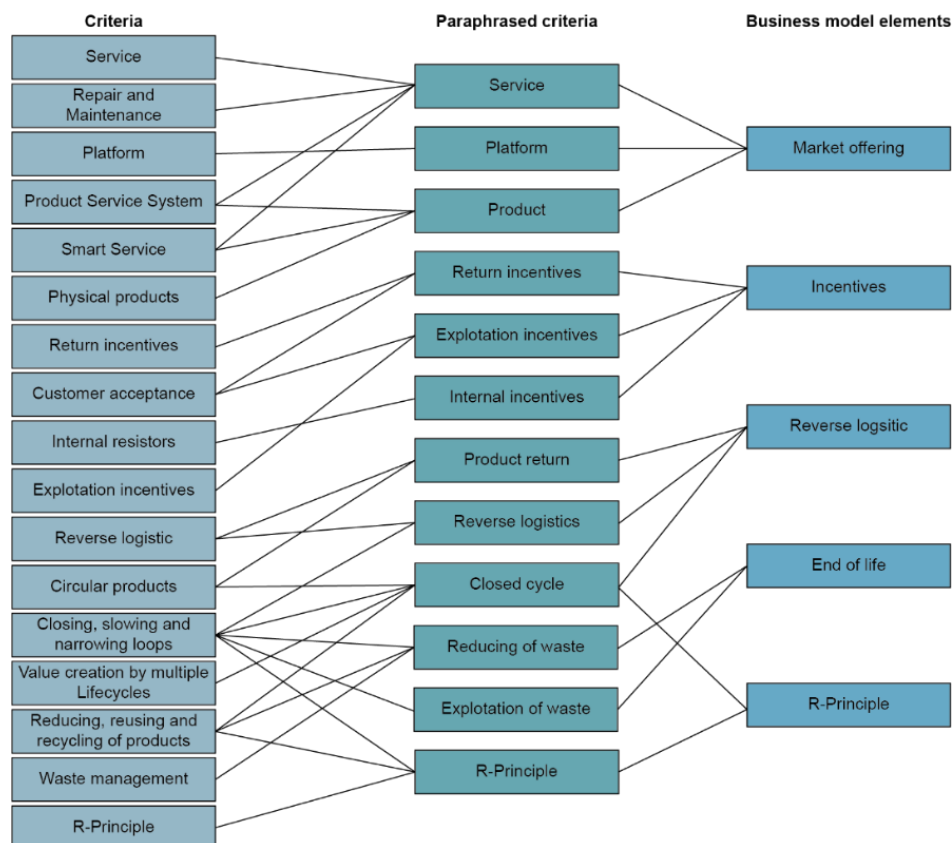 Criteria
Paraphrased criteria
Business model elements
Service
Repair and
Maintenance
Platform
Product Service System
Smart Service
Physical products
Return incentives
Customer acceptance
Internal resistors
Explotation incentives
Reverse logistic
Circular products
Closing, slowing and
narrowing loops
Value creation by multiple
Lifecycles
Reducing, reusing and
recycling of products
Waste management
R-Principle
Service
Platform
Product
Return incentives
Explotation incentives
Internal incentives
Product return
Reverse logistics
Closed cycle
Reducing of waste
Explotation of waste
R-Principle
Market offering
Incentives
Reverse logsitic
End of life
R-Principle